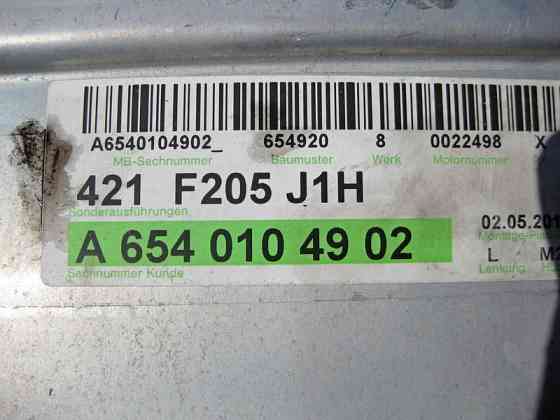 A6540104902_ 654920 8 0022498 X
MB-Sachnummer Baumuster Werk Motornummer
421 F205 J1H
Sonderausführungen
A 654 010 49 02
Sachnummer Kunde
02.05.201
L
Lenkung